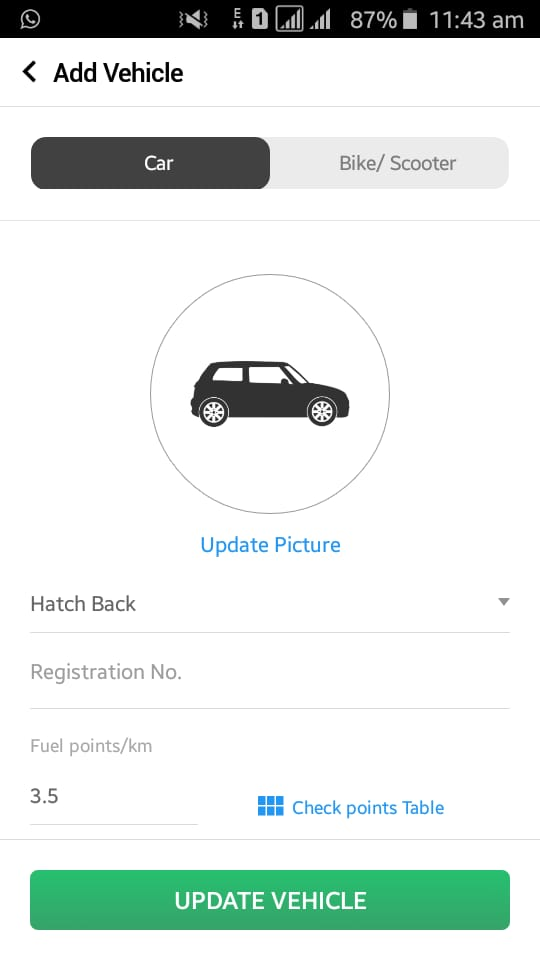 E 1 87% 11:43 am
Add Vehicle
Car Bike/ Scooter
Update Picture
Hatch Back
Registration No.
Fuel points/km
3.5 Check points Table
UPDATE VEHICLE